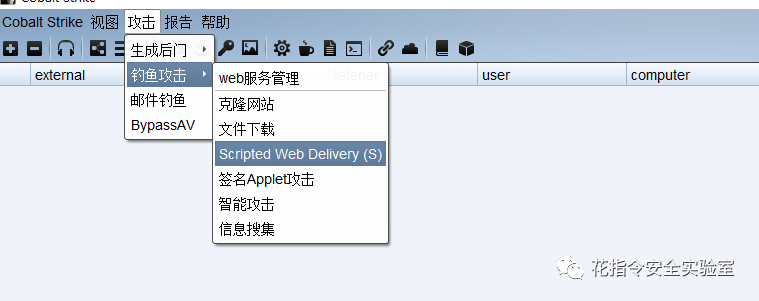 Cobalt Strike
Cobalt Strike 视图 攻击 报告 帮助
生成后门
钓鱼攻击
邮件钓鱼
BypassAV
web服务管理
克隆网站
文件下载
Scripted Web Delivery (S)
签名Applet攻击
智能攻击
信息搜集
external listener user computer
花指令安全实验室